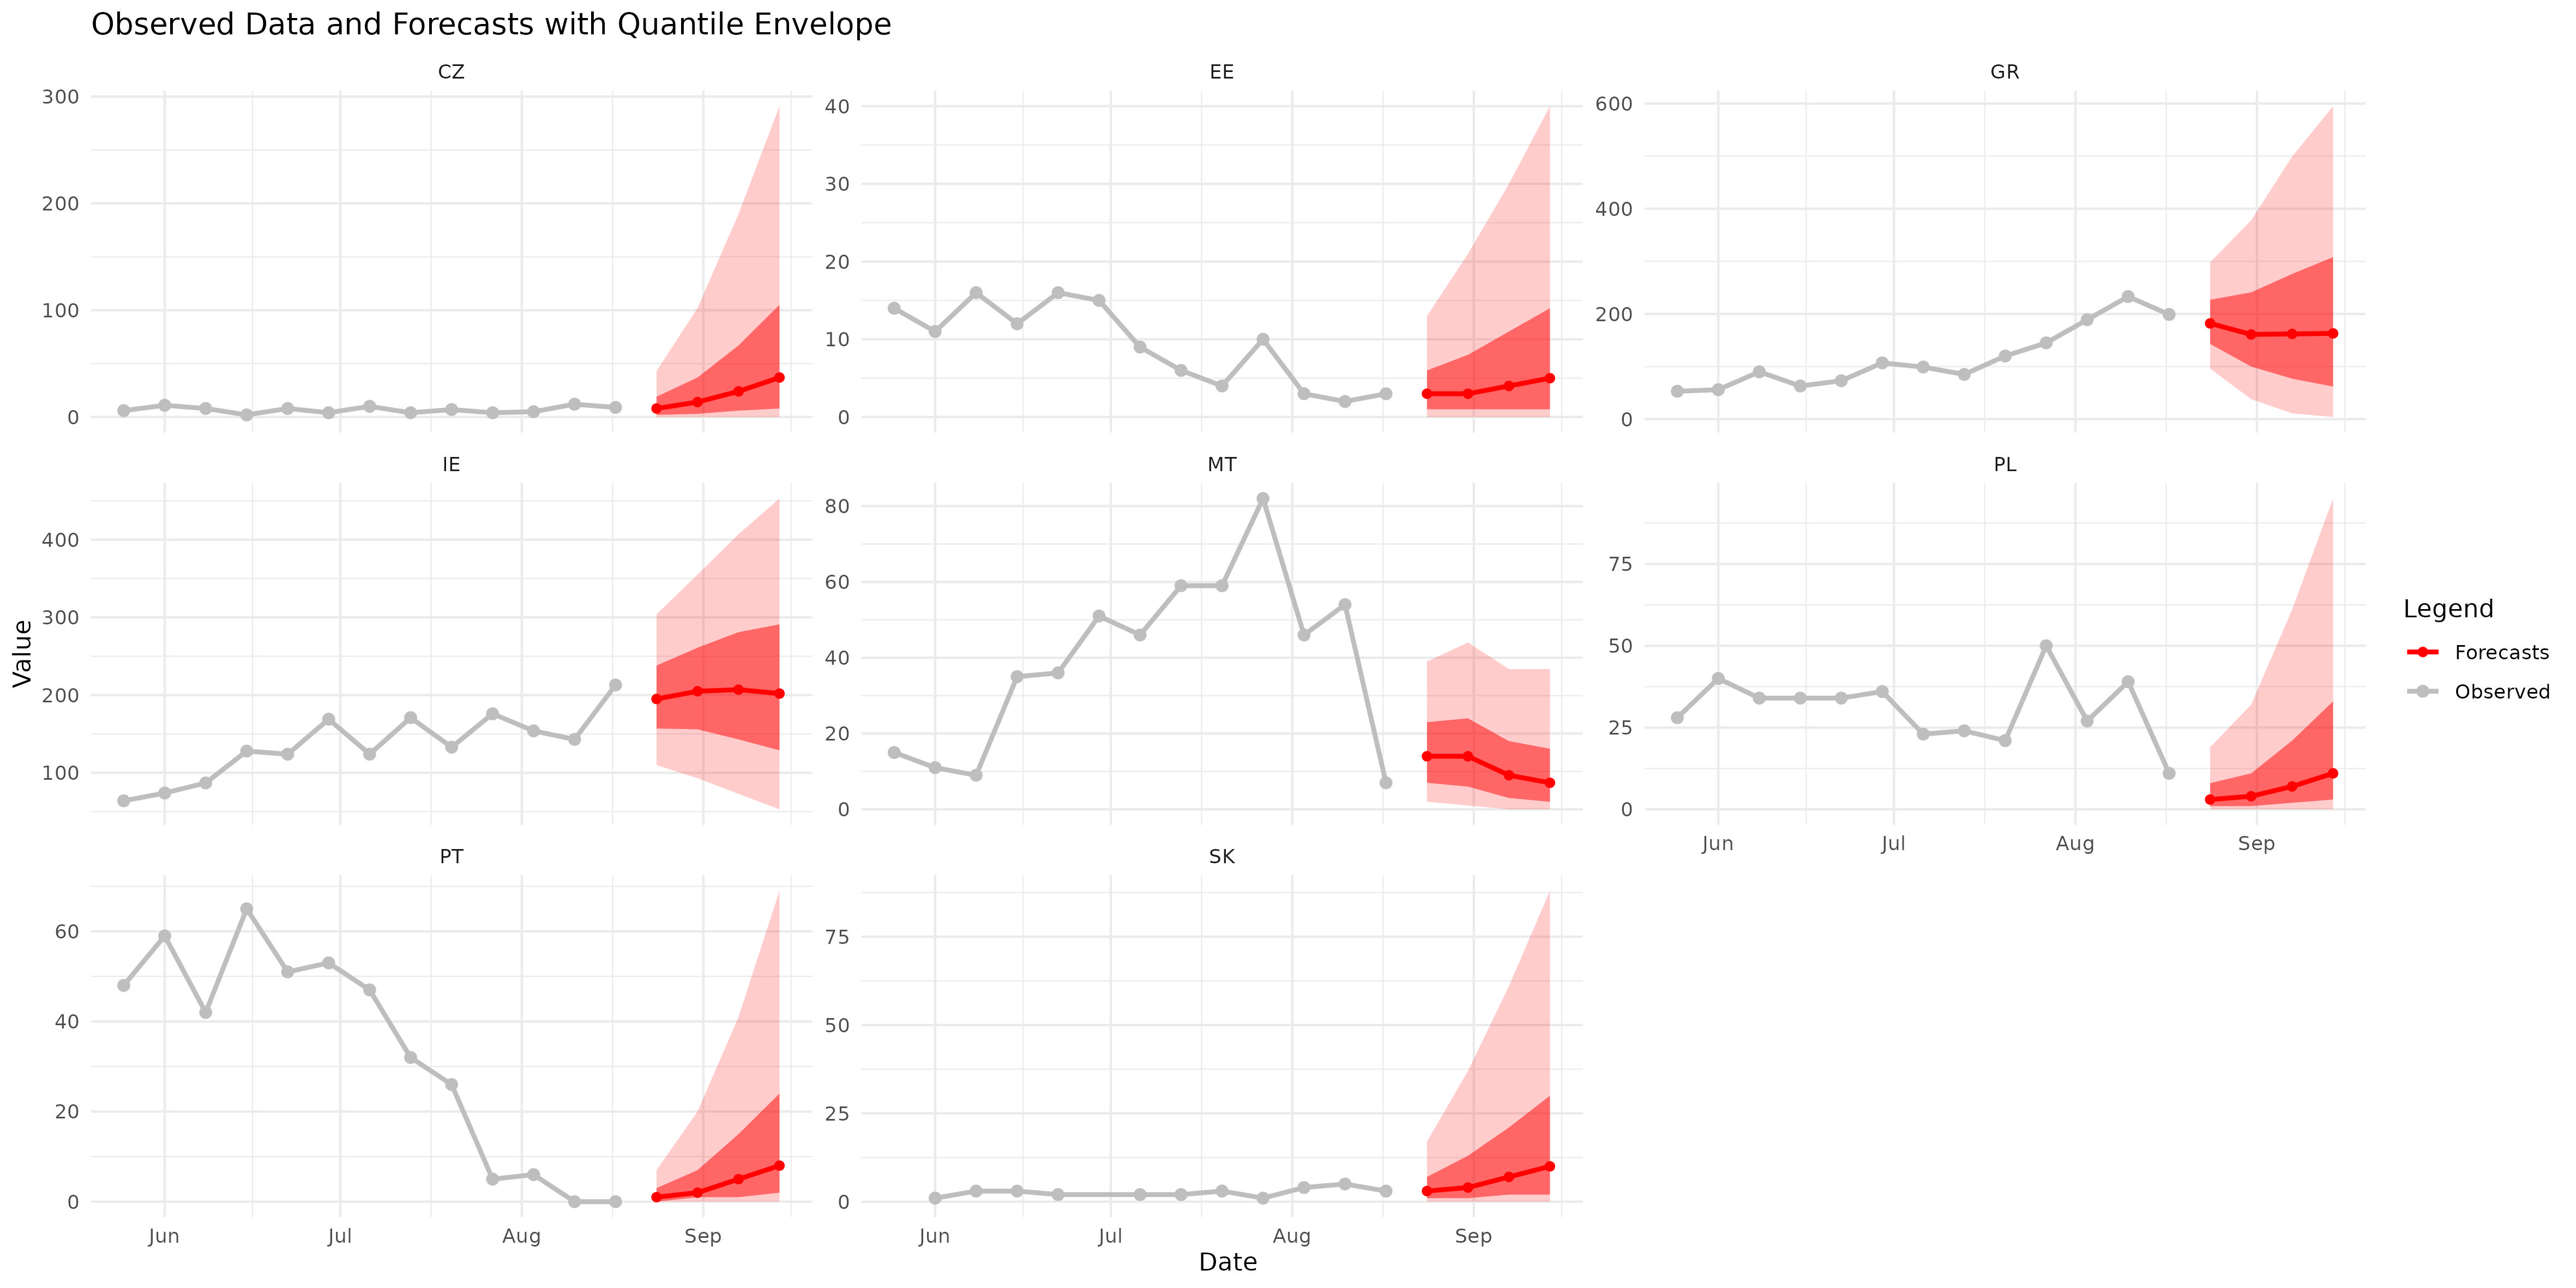 Observed Data and Forecasts with Quantile Envelope
CZ
EE
GR
300
200
100
0
40
30
20
10
0
600
400
200
0
IE
MT
PL
400
300
200
100
80
60
40
20
0
75
50
25
0
Jun
Jul
Aug
Sep
PT
SK
60
40
20
0
75
50
25
0
Jun
Jul
Aug
Sep
Jun
Jul
Aug
Sep
Value
Date
Legend
Forecasts
Observed